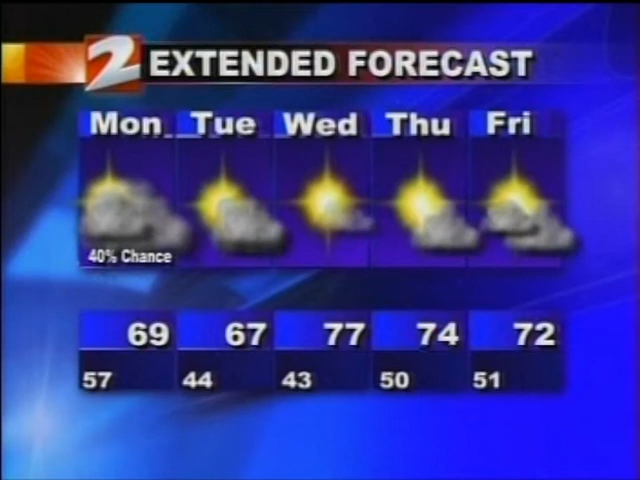 2 EXTENDED FORECAST
Mon Tue Wed Thu Fri
40% Chance
69 67 77 74 72
57 44 43 50 51